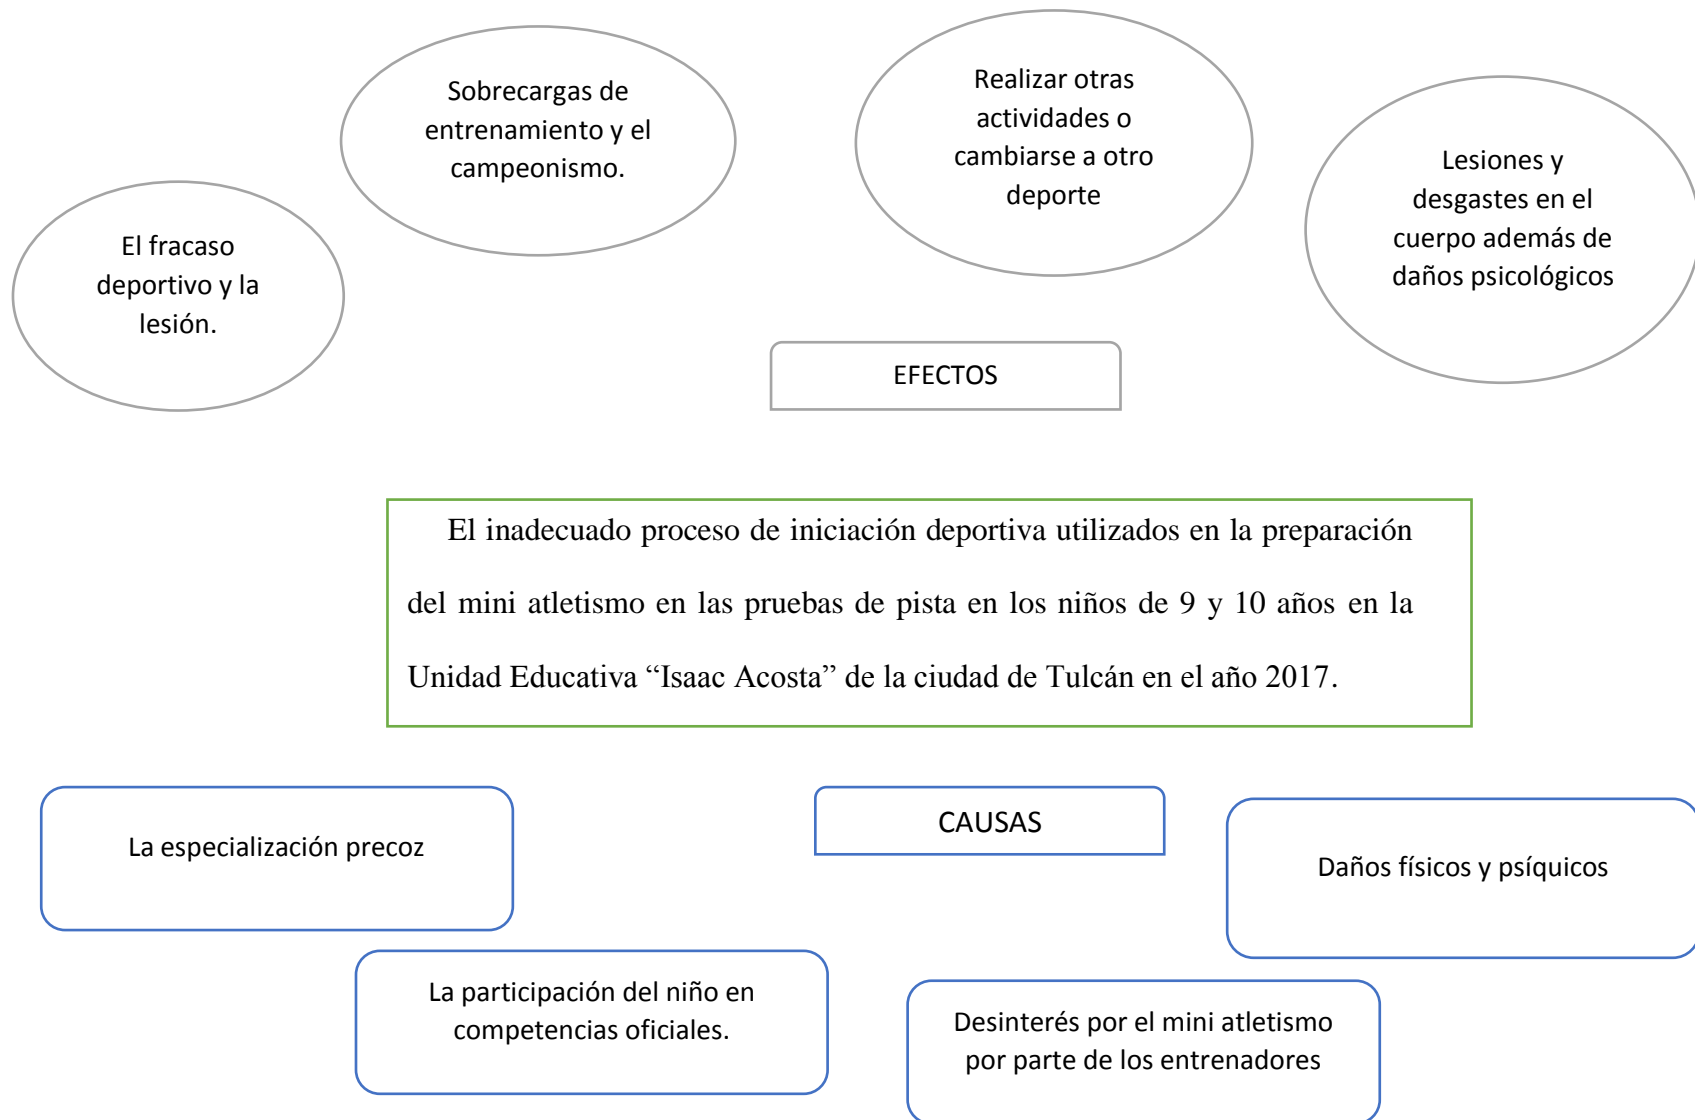 Sobrecargas de
entrenamiento y el
campeonismo.
Realizar otras
actividades o
cambiarse a otro
deporte
Lesiones y
desgastes en el
cuerpo además de
daños psicológicos
El fracaso
deportivo y la
lesión.
EFECTOS
El inadecuado proceso de iniciación deportiva utilizados en la preparación
del mini atletismo en las pruebas de pista en los niños de 9 y 10 años en la
Unidad Educativa “Isaac Acosta” de la ciudad de Tulcán en el año 2017.
La especialización precoz
CAUSAS
Daños físicos y psíquicos
La participación del niño en
competencias oficiales.
Desinterés por el mini atletismo
por parte de los entrenadores